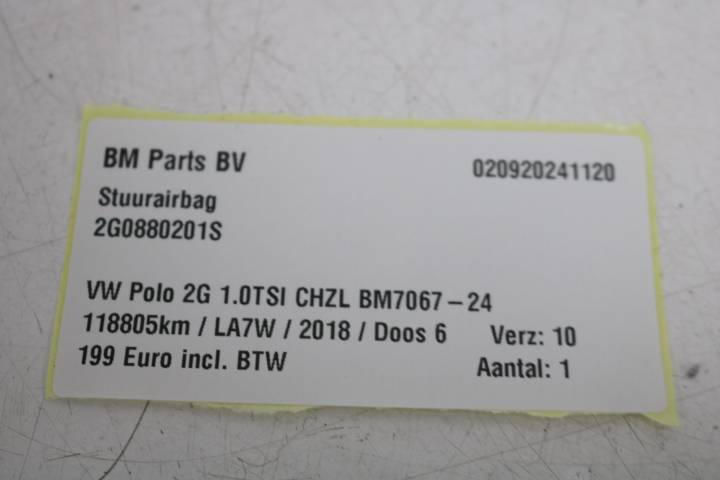 BM Parts BV 020920241120
Stuurairbag
2G0880201S
VW Polo 2G 1.0TSI CHZL BM7067-24
118805km / LA7W / 2018 / Doos 6 Verz: 10
199 Euro incl. BTW Aantal: 1